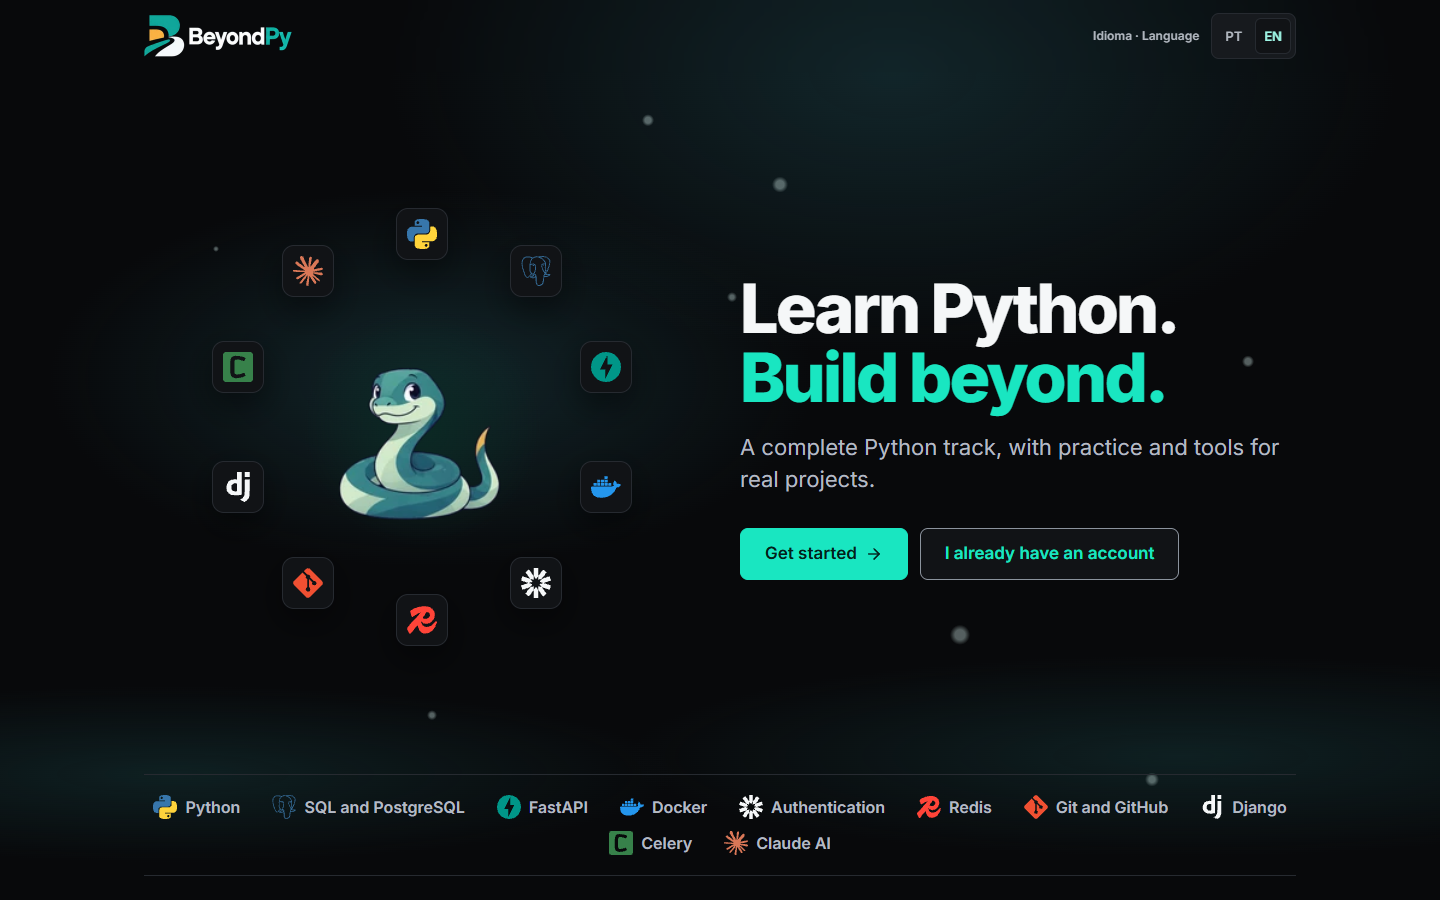 BeyondPy
Idioma · Language
PT
EN
Learn Python.
Build beyond.
A complete Python track, with practice and tools for
real projects.
Get started →
I already have an account
C
dj
Python
SQL and PostgreSQL
FastAPI
Docker
Authentication
Redis
Git and GitHub
dj Django
C Celery
Claude AI